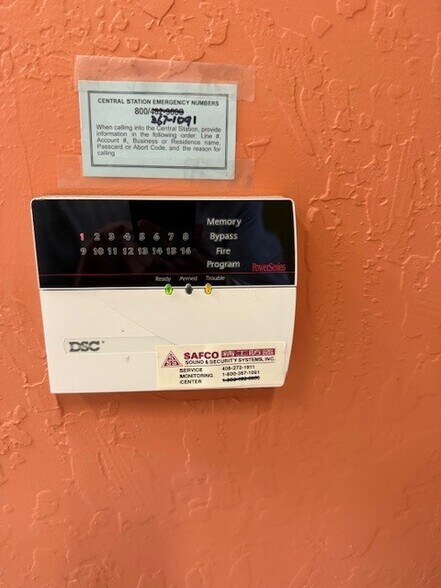 CENTRAL STATION EMERGENCY NUMBERS
800/
367-1091
When calling into the Central Station, provide
information in the following order: Line #,
Account #, Business or Residence name,
Passcard or Abort Code, and the reason for
calling
Memory
1 2 3 4 5 6 7 8 Bypass
9 10 11 12 13 14 15 16 Fire
Program PowerSeries
Ready Armed Trouble
DSC
SAFCO
SOUND & SECURITY SYSTEMS, INC.
SERVICE 408-272-1911
MONITORING 1-800-367-1091
CENTER